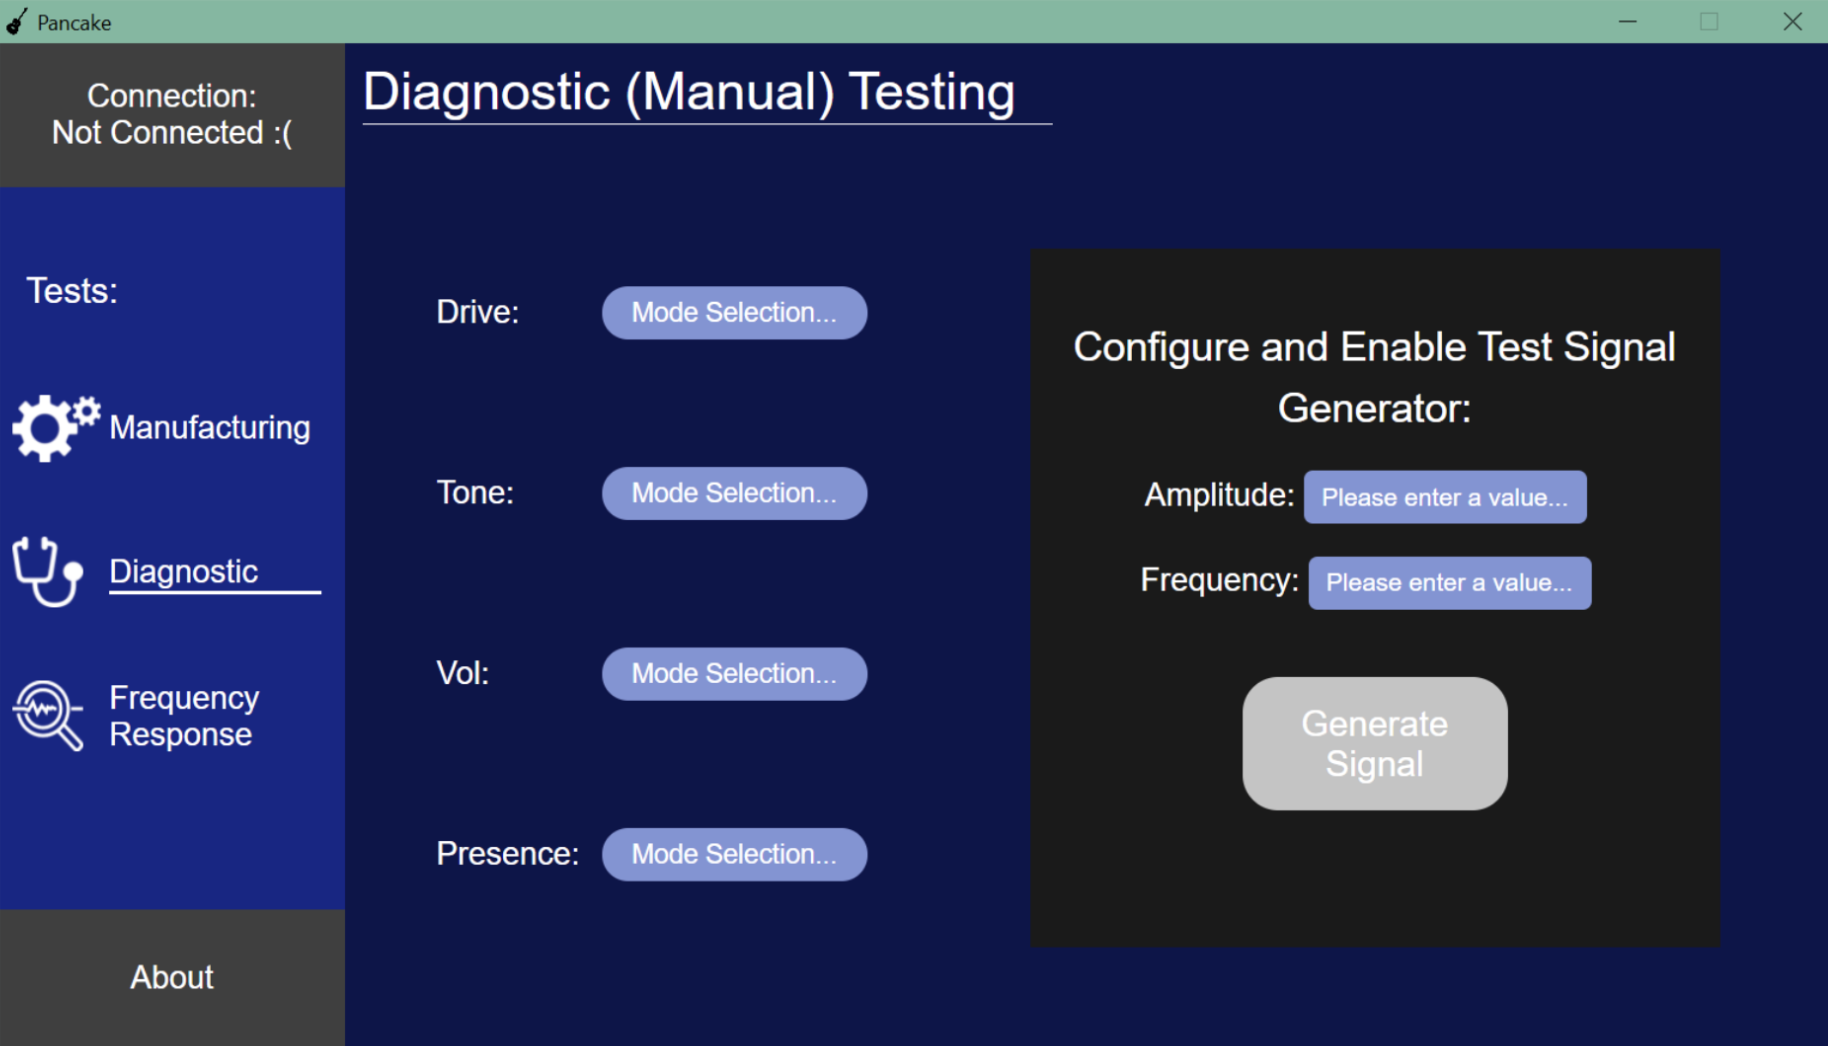 Pancake
Connection:
Not Connected :(
Tests:
Manufacturing
Diagnostic
Frequency
Response
About
Diagnostic (Manual) Testing
Drive: Mode Selection...
Tone: Mode Selection...
Vol: Mode Selection...
Presence: Mode Selection...
Configure and Enable Test Signal
Generator:
Amplitude: Please enter a value...
Frequency: Please enter a value...
Generate
Signal